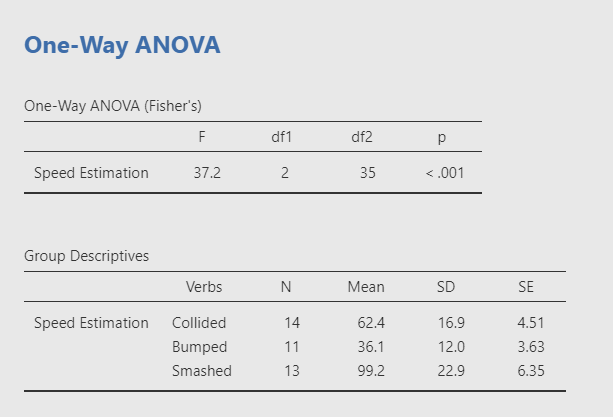 One-Way ANOVA
One-Way ANOVA (Fisher's)
F df1 df2 p
Speed Estimation 37.2 2 35 < .001
Group Descriptives
Verbs N Mean SD SE
Speed Estimation Collided 14 62.4 16.9 4.51
Bumped 11 36.1 12.0 3.63
Smashed 13 99.2 22.9 6.35